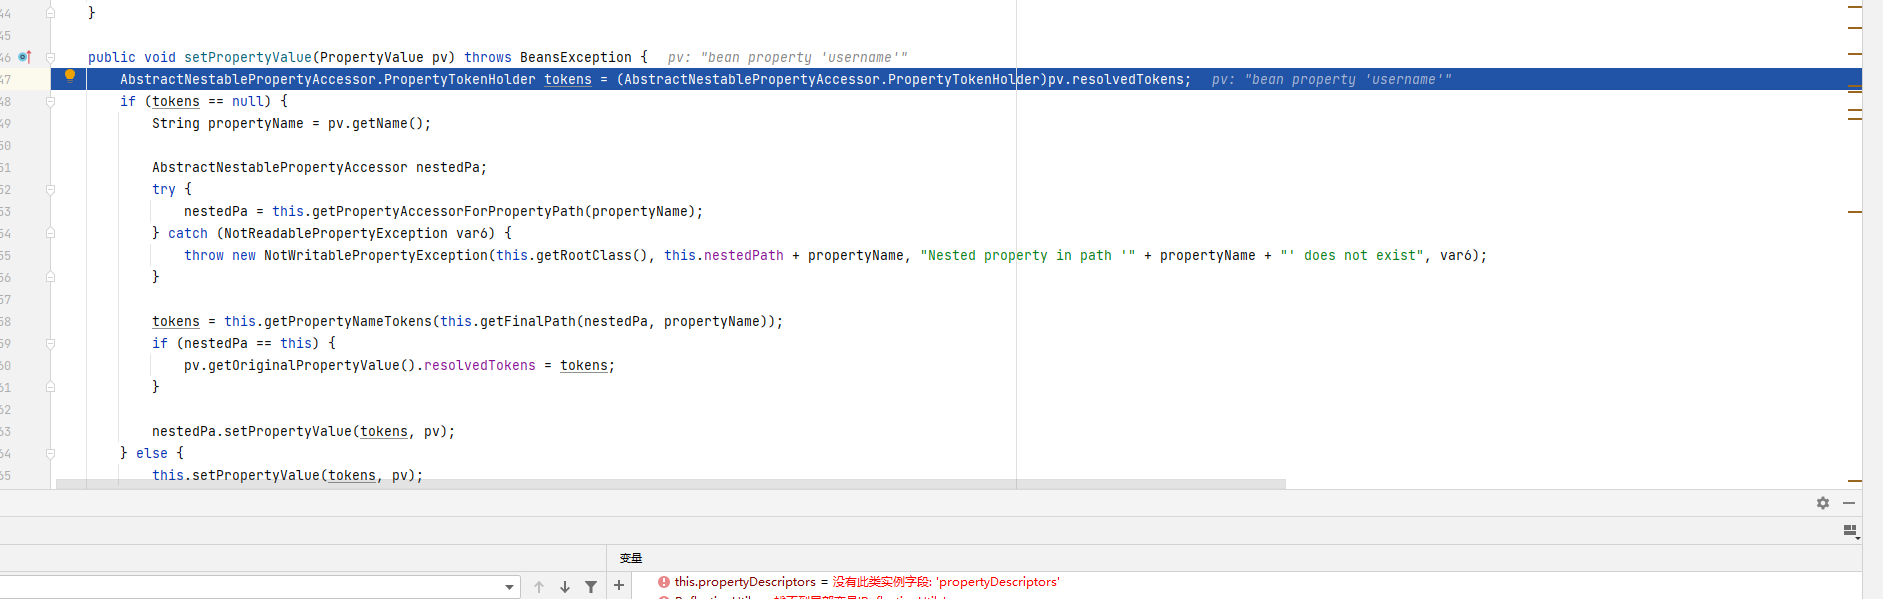 44 }
45
46 public void setPropertyValue(PropertyValue pv) throws BeansException { pv: "bean property 'username'"
47 AbstractNestablePropertyAccessor.PropertyTokenHolder tokens = (AbstractNestablePropertyAccessor.PropertyTokenHolder)pv.resolvedTokens; pv: "bean property 'username'"
48 if (tokens == null) {
49 String propertyName = pv.getName();
50
51 AbstractNestablePropertyAccessor nestedPa;
52 try {
53 nestedPa = this.getPropertyAccessorForPropertyPath(propertyName);
54 } catch (NotReadablePropertyException var6) {
55 throw new NotWritablePropertyException(this.getRootClass(), this.nestedPath + propertyName, "Nested property in path '" + propertyName + "' does not exist", var6);
56 }
57
58 tokens = this.getPropertyNameTokens(this.getFinalPath(nestedPa, propertyName));
59 if (nestedPa == this) {
60 pv.getOriginalPropertyValue().resolvedTokens = tokens;
61 }
62
63 nestedPa.setPropertyValue(tokens, pv);
64 } else {
65 this.setPropertyValue(tokens, pv);
变量
this.propertyDescriptors = 没有此类实例字段: 'propertyDescriptors'